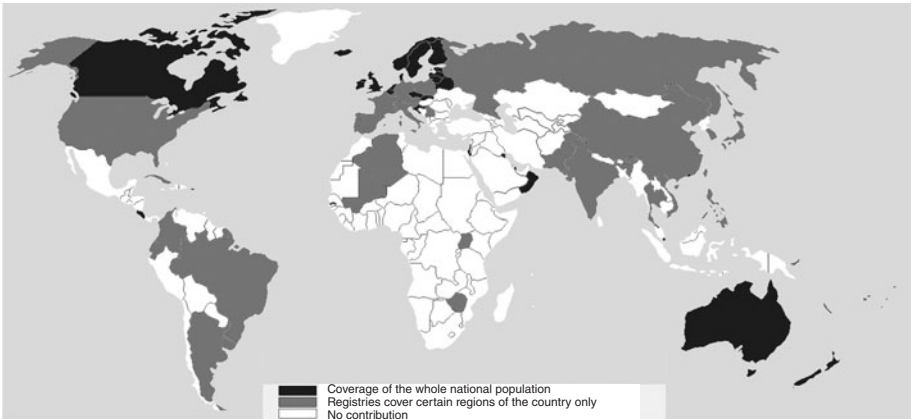 Coverage of the whole national population
Registries cover certain regions of the country only
No contribution